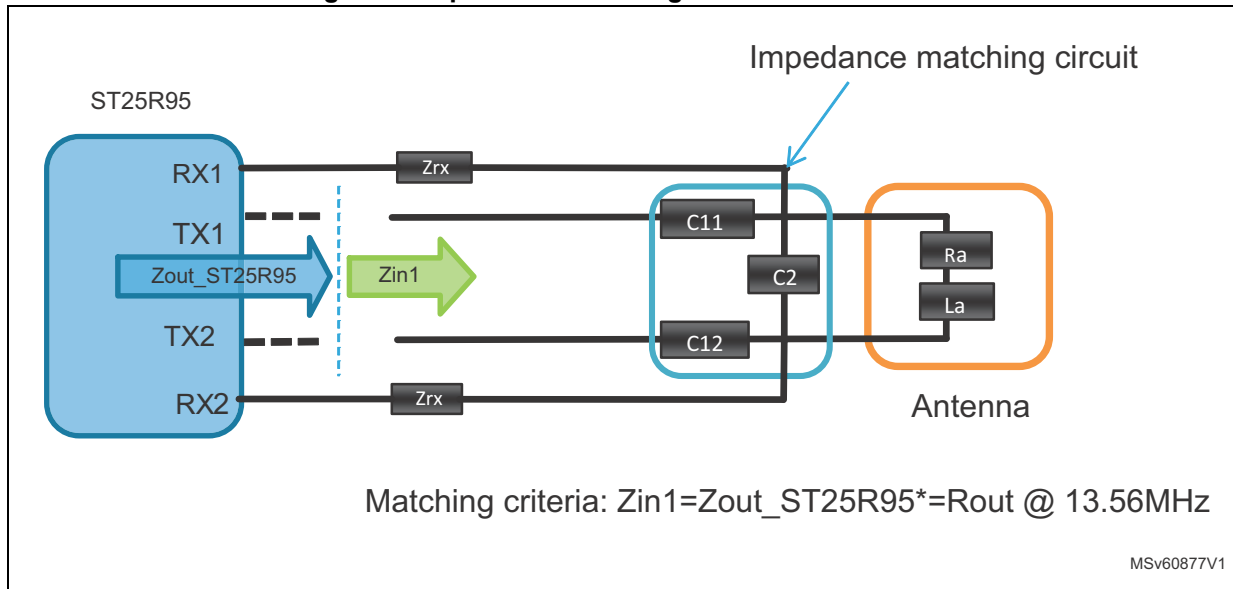 Impedance matching circuit
ST25R95
RX1
Zrx
TX1
C11
Ra
Zout_ST25R95
Zin1
C2
La
TX2
C12
RX2
Zrx
Antenna
Matching criteria: Zin1=Zout_ST25R95*=Rout @ 13.56MHz
MSv60877V1